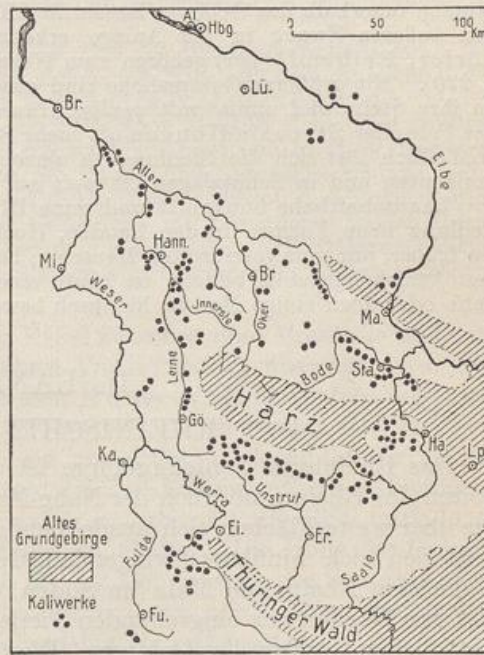 Al
Hbg.
0 50 100
Km.
Lü.
Br.
Aller
Elbe
Hann.
Mi.
Weser
Br
Innerste
Oker
Ma.
Leine
Bode
Sta.
Harz
Gö.
Ha.
Lp.
Ka.
Werra
Unstrut
Altes
Grundgebirge
Ei.
Er.
Saale
Fulda
Kaliwerke
Thüringer Wald
Fu.